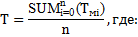 T = SUMⁿᵢ₌₀(Tмi) / n, где: